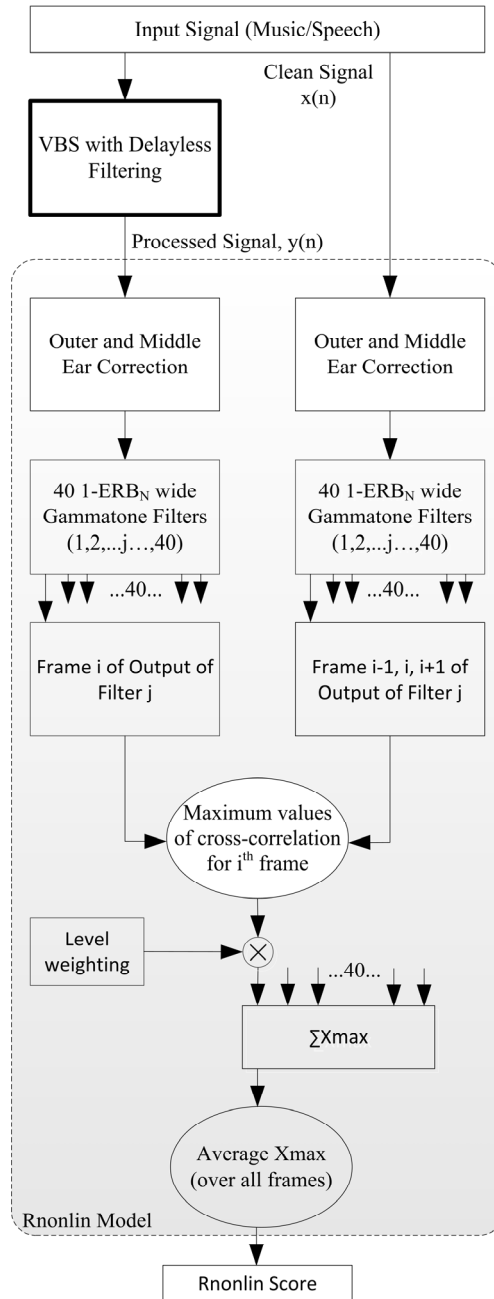 Input Signal (Music/Speech)
Clean Signal
x(n)
VBS with Delayless
Filtering
Processed Signal, y(n)
Outer and Middle
Ear Correction
Outer and Middle
Ear Correction
40 1-ERBN wide
Gammatone Filters
(1,2,...j…,40)
40 1-ERBN wide
Gammatone Filters
(1,2,...j…,40)
...40...
...40...
Frame i of Output of
Filter j
Frame i-1, i, i+1 of
Output of Filter j
Maximum values
of cross-correlation
for ith frame
Level
weighting
...40...
∑Xmax
Average Xmax
(over all frames)
Rnonlin Model
Rnonlin Score